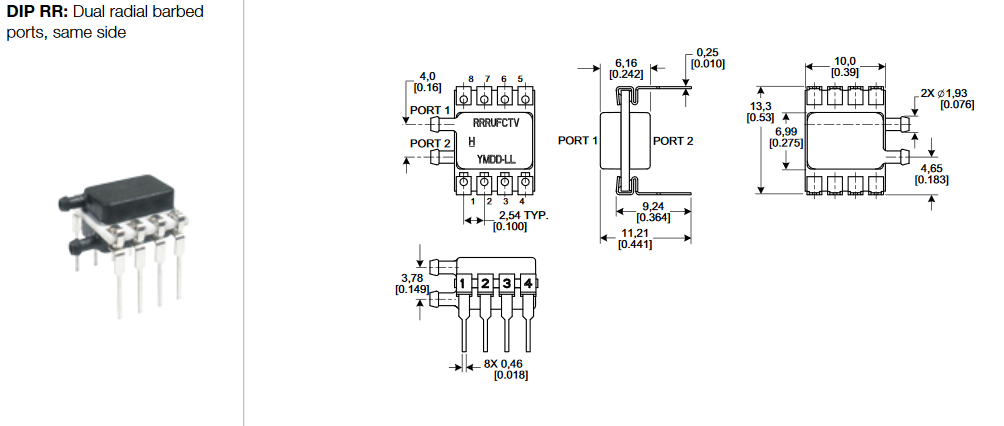 DIP RR: Dual radial barbed
ports, same side
4,0
[0.16]
8 7 6 5
PORT 1
PORT 2
RRRUFCTV
H
YMDD-LL
1 2 3 4
2,54 TYP.
[0.100]
6,16
[0.242]
0,25
[0.010]
PORT 1
PORT 2
9,24
[0.364]
11,21
[0.441]
10,0
[0.39]
2X Ø1,93
[0.076]
13,3
[0.53]
6,99
[0.275]
4,65
[0.183]
3,78
[0.149]
1 2 3 4
8X 0,46
[0.018]